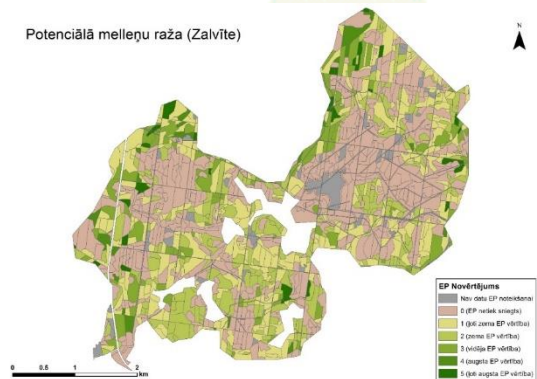 Potenciālā melleņu raža (Zalvīte)
N
EP Novērtējums
Nav datu EP noteikšanai
0 (EP netiek sniegts)
1 (ļoti zema EP vērtība)
2 (zema EP vērtība)
3 (vidēja EP vērtība)
4 (augsta EP vērtība)
5 (ļoti augsta EP vērtība)
0 0.5 1 2
km